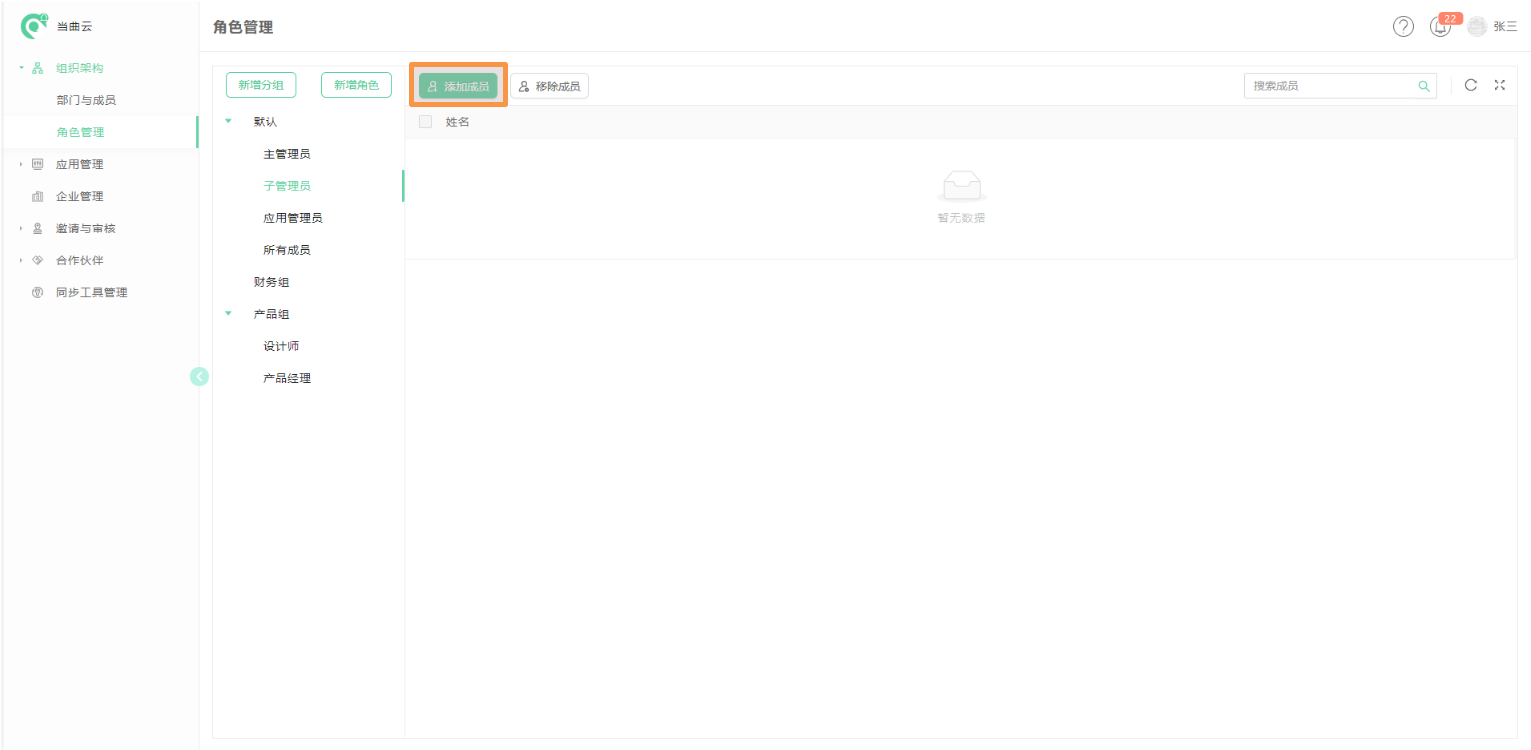 当曲云
角色管理
22
张三
组织架构
部门与成员
角色管理
应用管理
企业管理
邀请与审核
合作伙伴
同步工具管理
新增分组
新增角色
默认
主管理员
子管理员
应用管理员
所有成员
财务组
产品组
设计师
产品经理
添加成员
移除成员
搜索成员
姓名
暂无数据